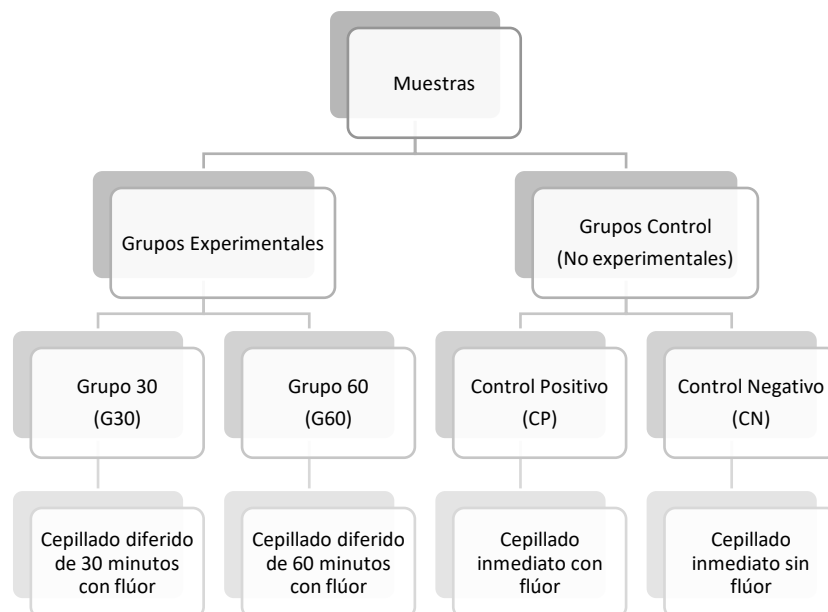 Muestras
Grupos Experimentales
Grupos Control
(No experimentales)
Grupo 30
(G30)
Grupo 60
(G60)
Control Positivo
(CP)
Control Negativo
(CN)
Cepillado diferido
de 30 minutos
con flúor
Cepillado diferido
de 60 minutos
con flúor
Cepillado
inmediato con
flúor
Cepillado
inmediato sin
flúor